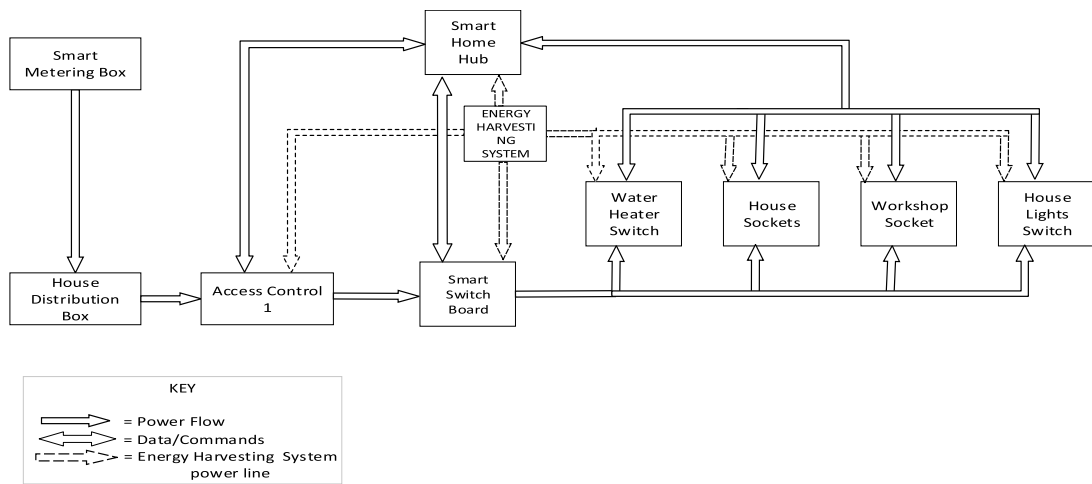 Smart
Metering Box
Smart
Home
Hub
ENERGY
HARVESTI
NG
SYSTEM
Water
Heater
Switch
House
Sockets
Workshop
Socket
House
Lights
Switch
House
Distribution
Box
Access Control
1
Smart
Switch
Board
KEY
= Power Flow
= Data/Commands
= Energy Harvesting System
power line